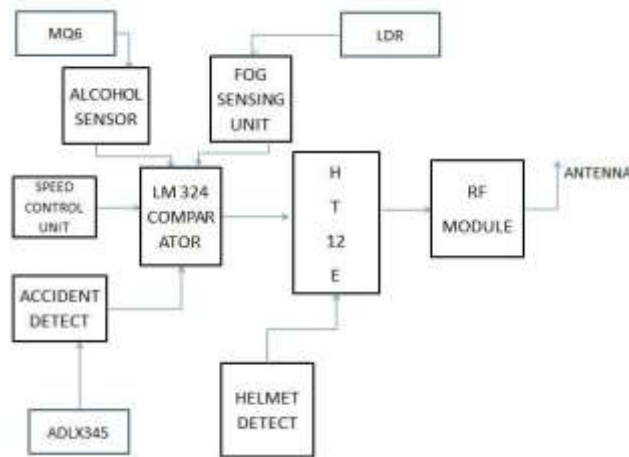 MQ6
LDR
ALCOHOL
SENSOR
FOG
SENSING
UNIT
SPEED
CONTROL
UNIT
LM 324
COMPAR
ATOR
H
T
12
E
RF
MODULE
ANTENNA
ACCIDENT
DETECT
HELMET
DETECT
ADLX345